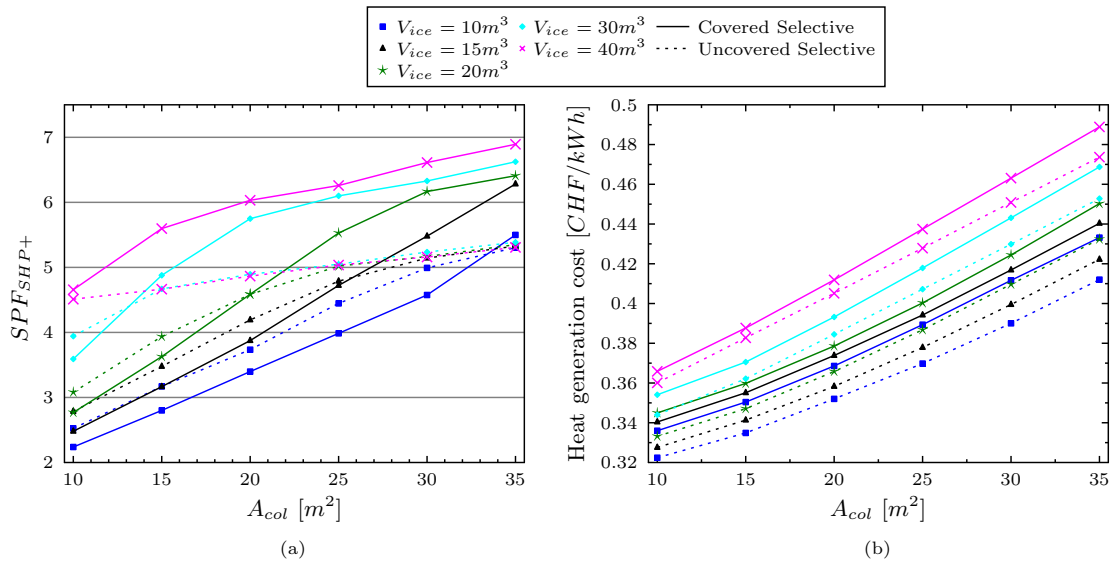 V_ice = 10m³ V_ice = 30m³ Covered Selective
V_ice = 15m³ V_ice = 40m³ Uncovered Selective
V_ice = 20m³
SPF_SHP+
7
6
5
4
3
2
10 15 20 25 30 35
A_col [m²]
(a)
Heat generation cost [CHF/kWh]
0.5
0.48
0.46
0.44
0.42
0.4
0.38
0.36
0.34
0.32
10 15 20 25 30 35
A_col [m²]
(b)